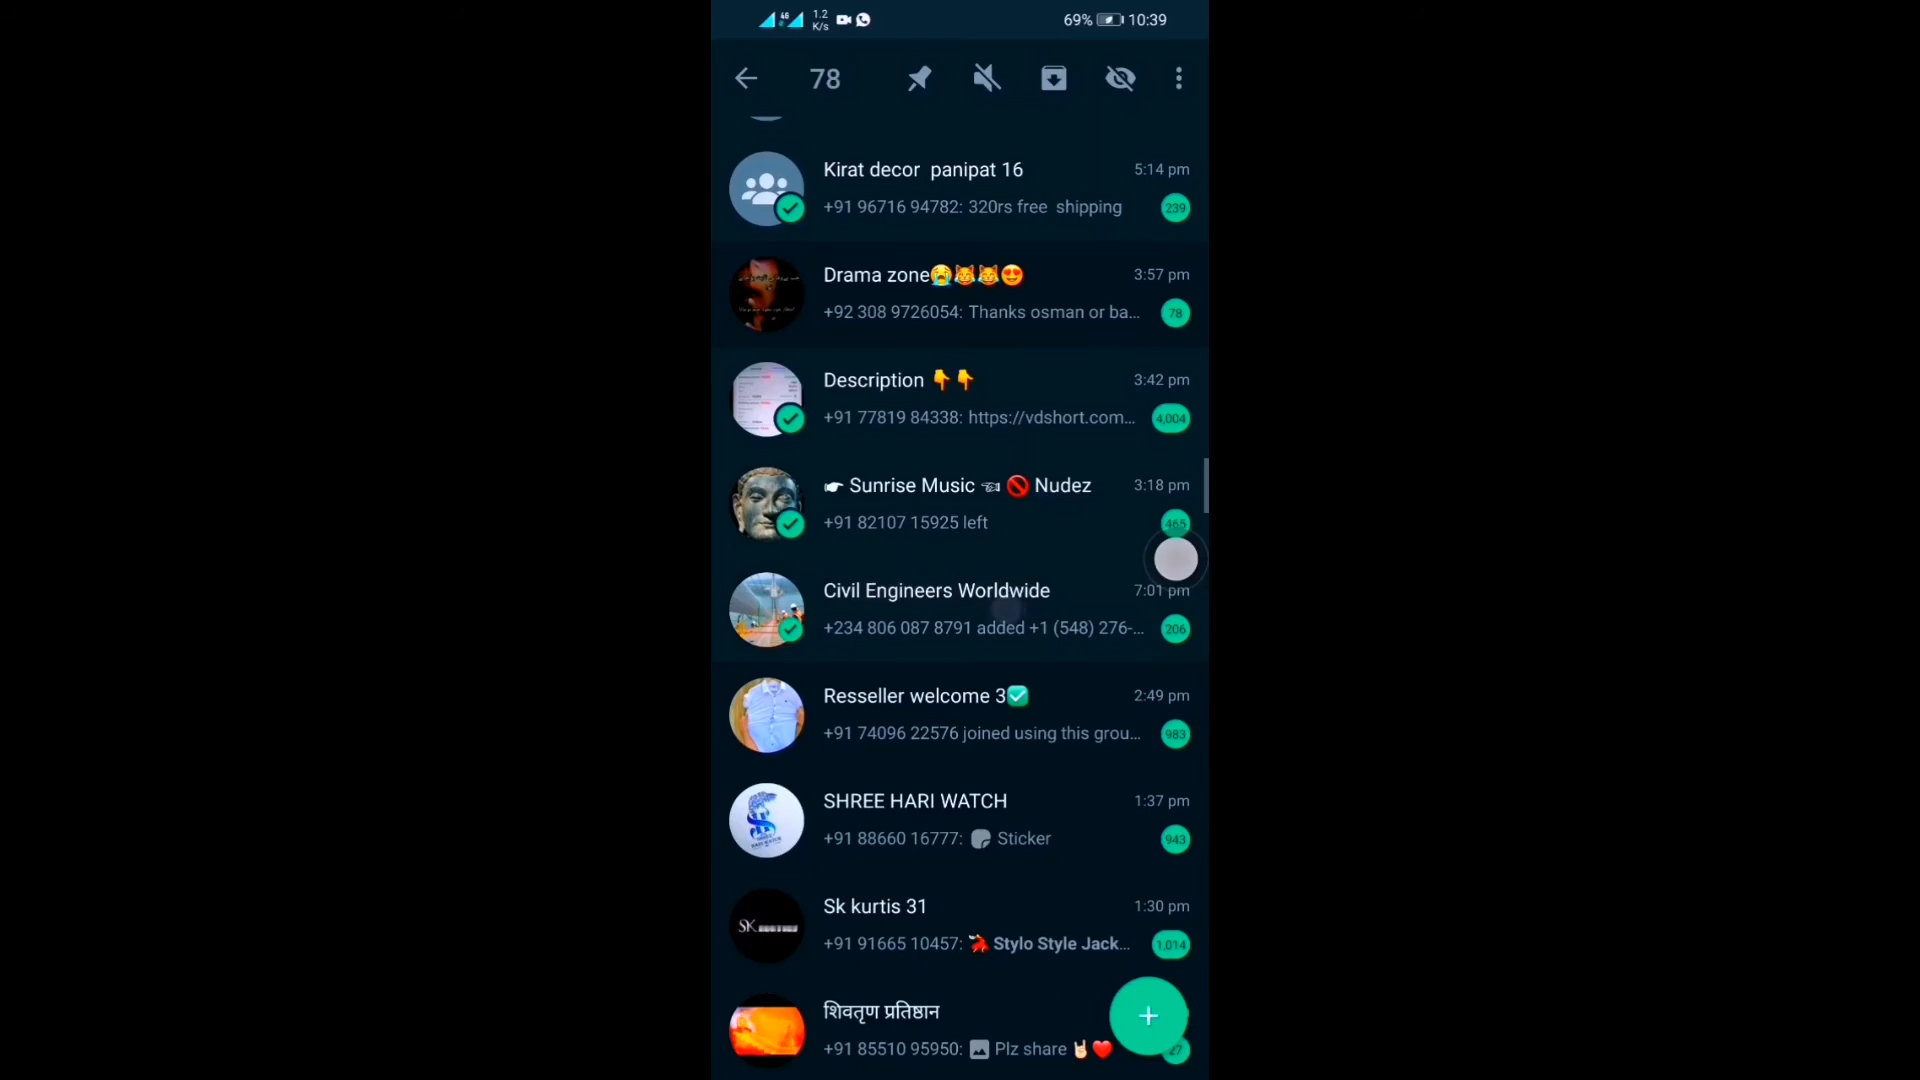 4G 1.2 K/s 69% 10:39
78
Kirat decor panipat 16 5:14 pm
+91 96716 94782: 320rs free shipping 239
Drama zone😭😹😹😍 3:57 pm
+92 308 9726054: Thanks osman or ba... 78
Description 👇👇 3:42 pm
+91 77819 84338: https://vdshort.com... 4,004
☛ Sunrise Music ☜ 🚫 Nudez 3:18 pm
+91 82107 15925 left 465
Civil Engineers Worldwide 7:01 pm
+234 806 087 8791 added +1 (548) 276-... 206
Resseller welcome 3✅ 2:49 pm
+91 74096 22576 joined using this grou... 983
SHREE HARI WATCH 1:37 pm
+91 88660 16777: Sticker 943
SK
Sk kurtis 31 1:30 pm
+91 91665 10457: 💃 Stylo Style Jack... 1,014
शिवतृण प्रतिष्ठान
+91 85510 95950: Plz share 🤘🏻❤️ 27